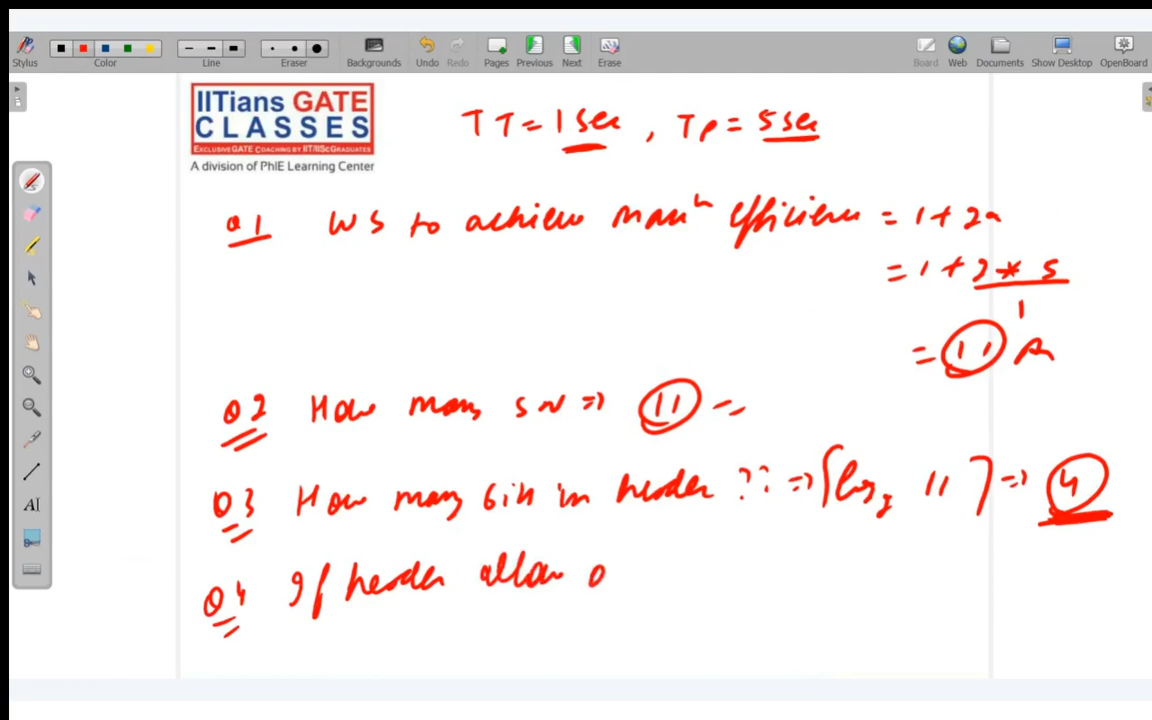 Stylus
Color
Line
Eraser
Backgrounds
Undo
Redo
Pages
Previous
Next
Erase
Board
Web
Documents
Show Desktop
OpenBoard
IITians GATE
CLASSES
EXCLUSIVE GATE COACHING BY IIT/IISc GRADUATES
A division of PhIE Learning Center
TT = 1 sec , TP = 5 sec
Q1 WS to achieve max^m efficiency = 1 + 2a
= 1 + 2 * 5
1
= 11
Q2 How many SN => 11
Q3 How many bits in header ?? => ⌈log₂ 11⌉ => 4
Q4 If header allow
AI